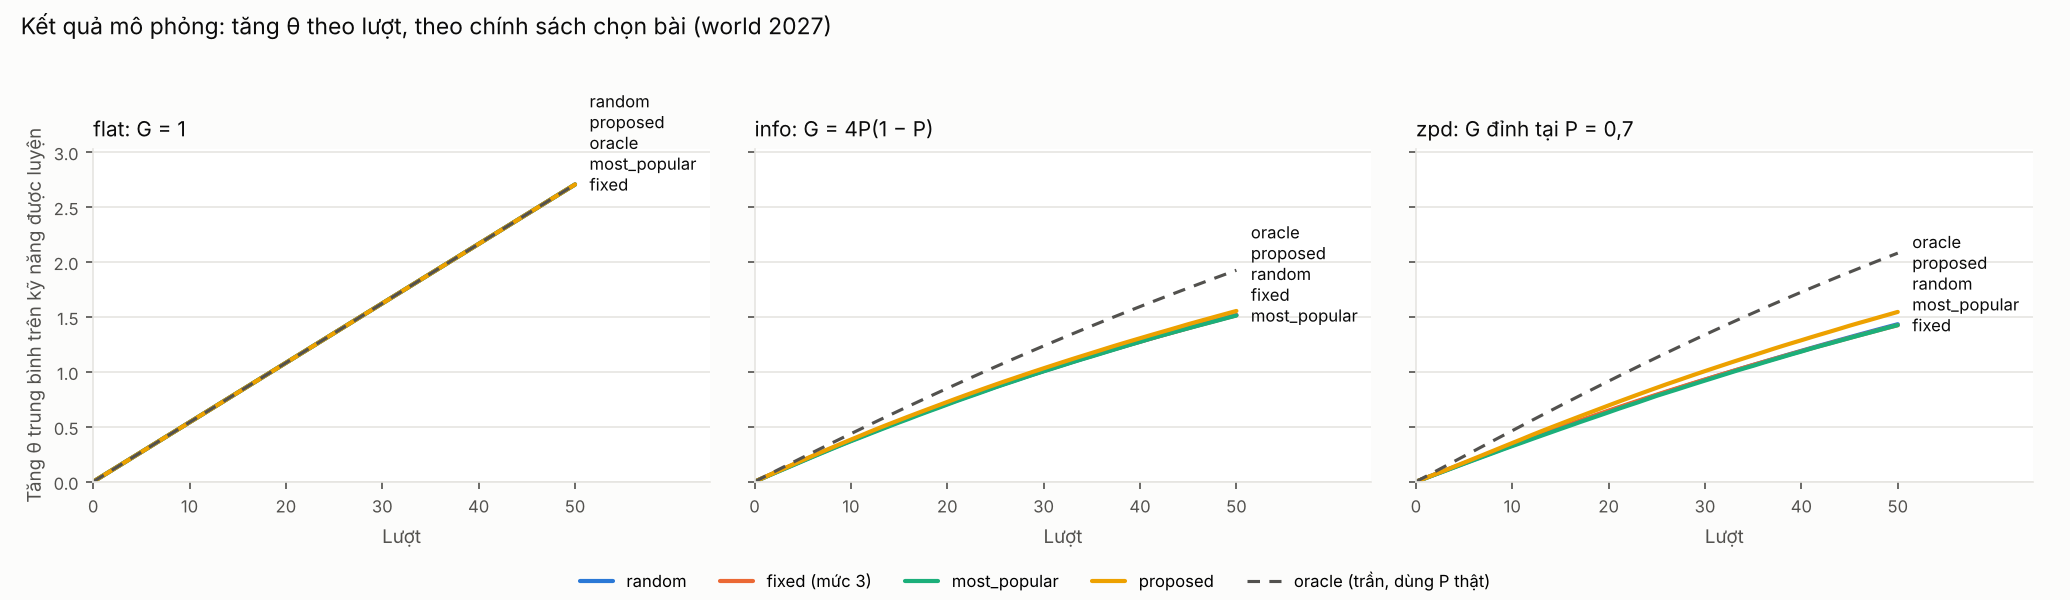 Kết quả mô phỏng: tăng θ theo lượt, theo chính sách chọn bài (world 2027)
flat: G = 1
random
proposed
oracle
most_popular
fixed
Tăng θ trung bình trên kỹ năng được luyện
3.0
2.5
2.0
1.5
1.0
0.5
0.0
0 10 20 30 40 50
Lượt
info: G = 4P(1 − P)
oracle
proposed
random
fixed
most_popular
0 10 20 30 40 50
Lượt
zpd: G đỉnh tại P = 0,7
oracle
proposed
random
most_popular
fixed
0 10 20 30 40 50
Lượt
random fixed (mức 3) most_popular proposed oracle (trần, dùng P thật)